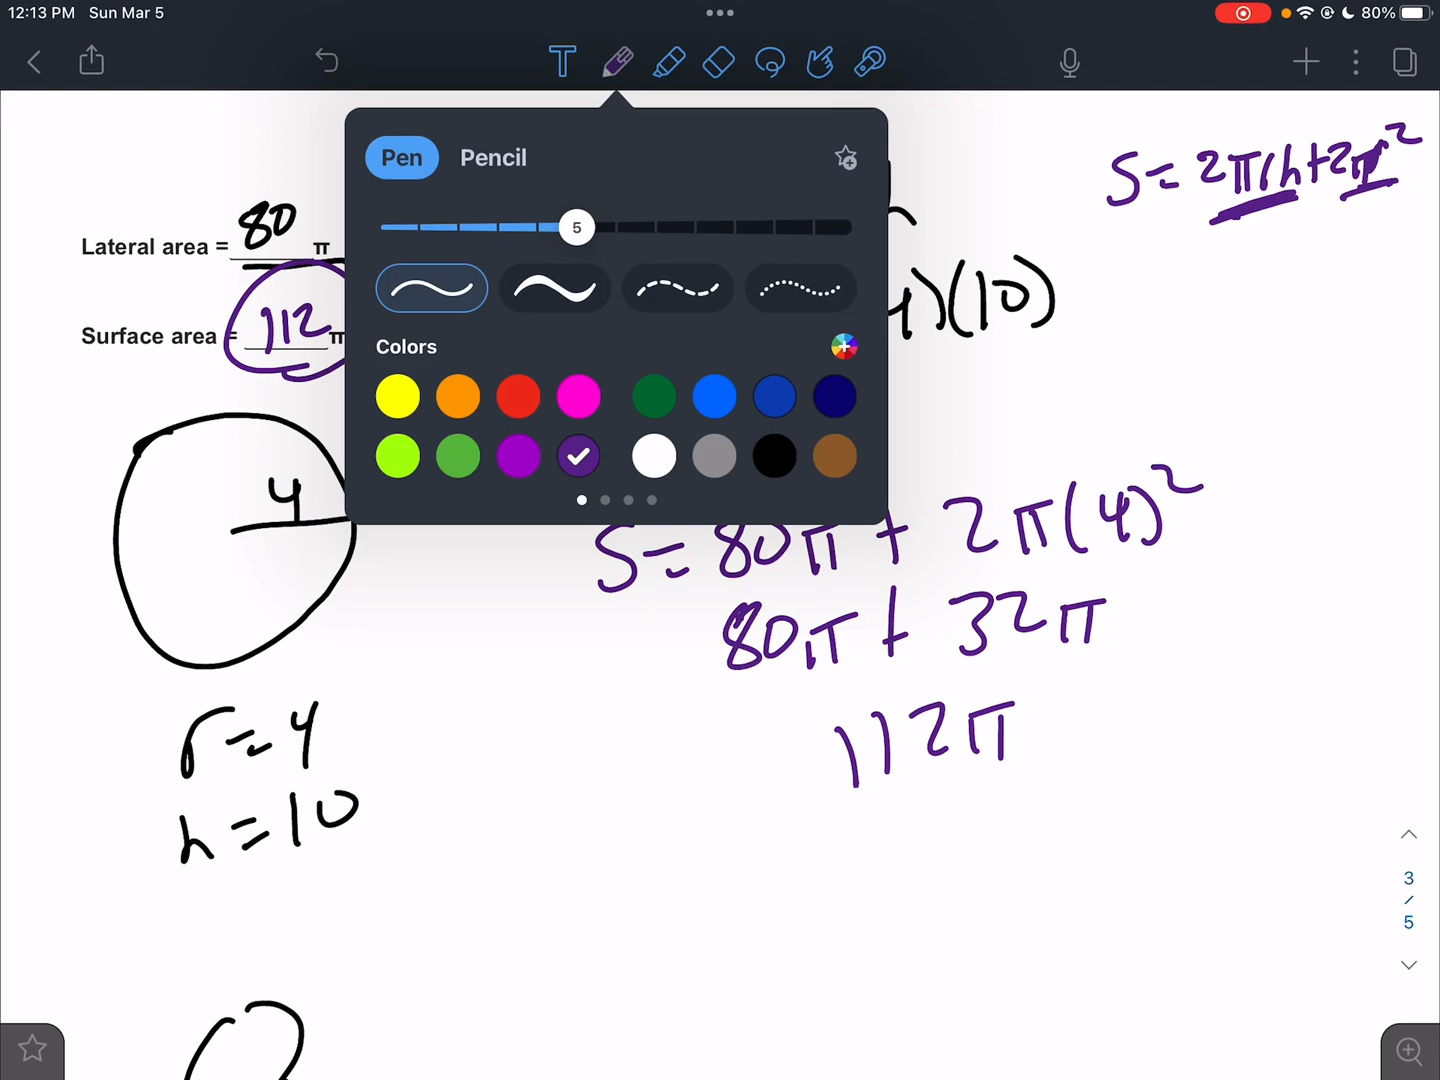 12:13 PM Sun Mar 5
80%
T
Pen Pencil
5
Colors
S=2πrh+2πr²
Lateral area = 80 π
4)(10)
Surface area = 112 π
4
S=80π+2π(4)²
80π+32π
112π
r=4
h=10
3
/
5